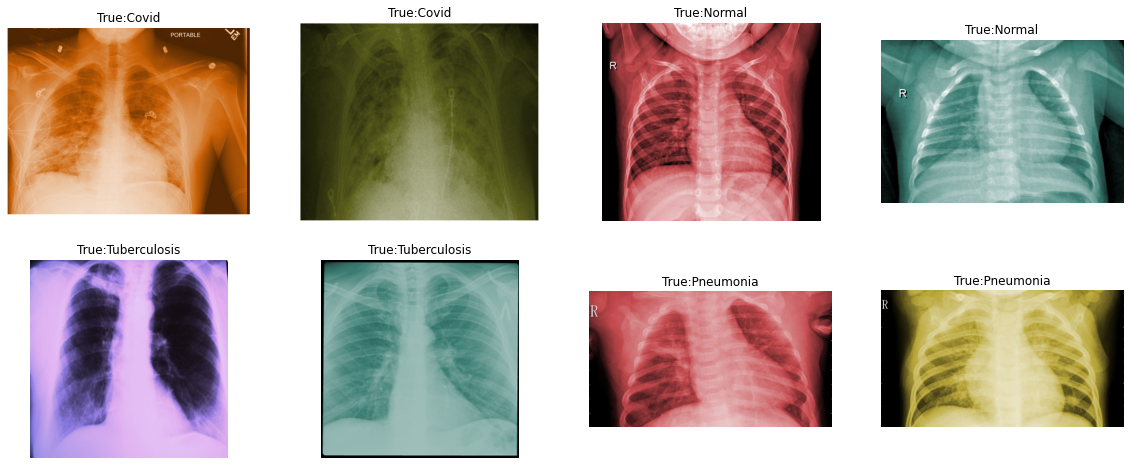 True:Covid
True:Covid
True:Normal
True:Normal
PORTABLE
R
R
True:Tuberculosis
True:Tuberculosis
True:Pneumonia
True:Pneumonia
R
R